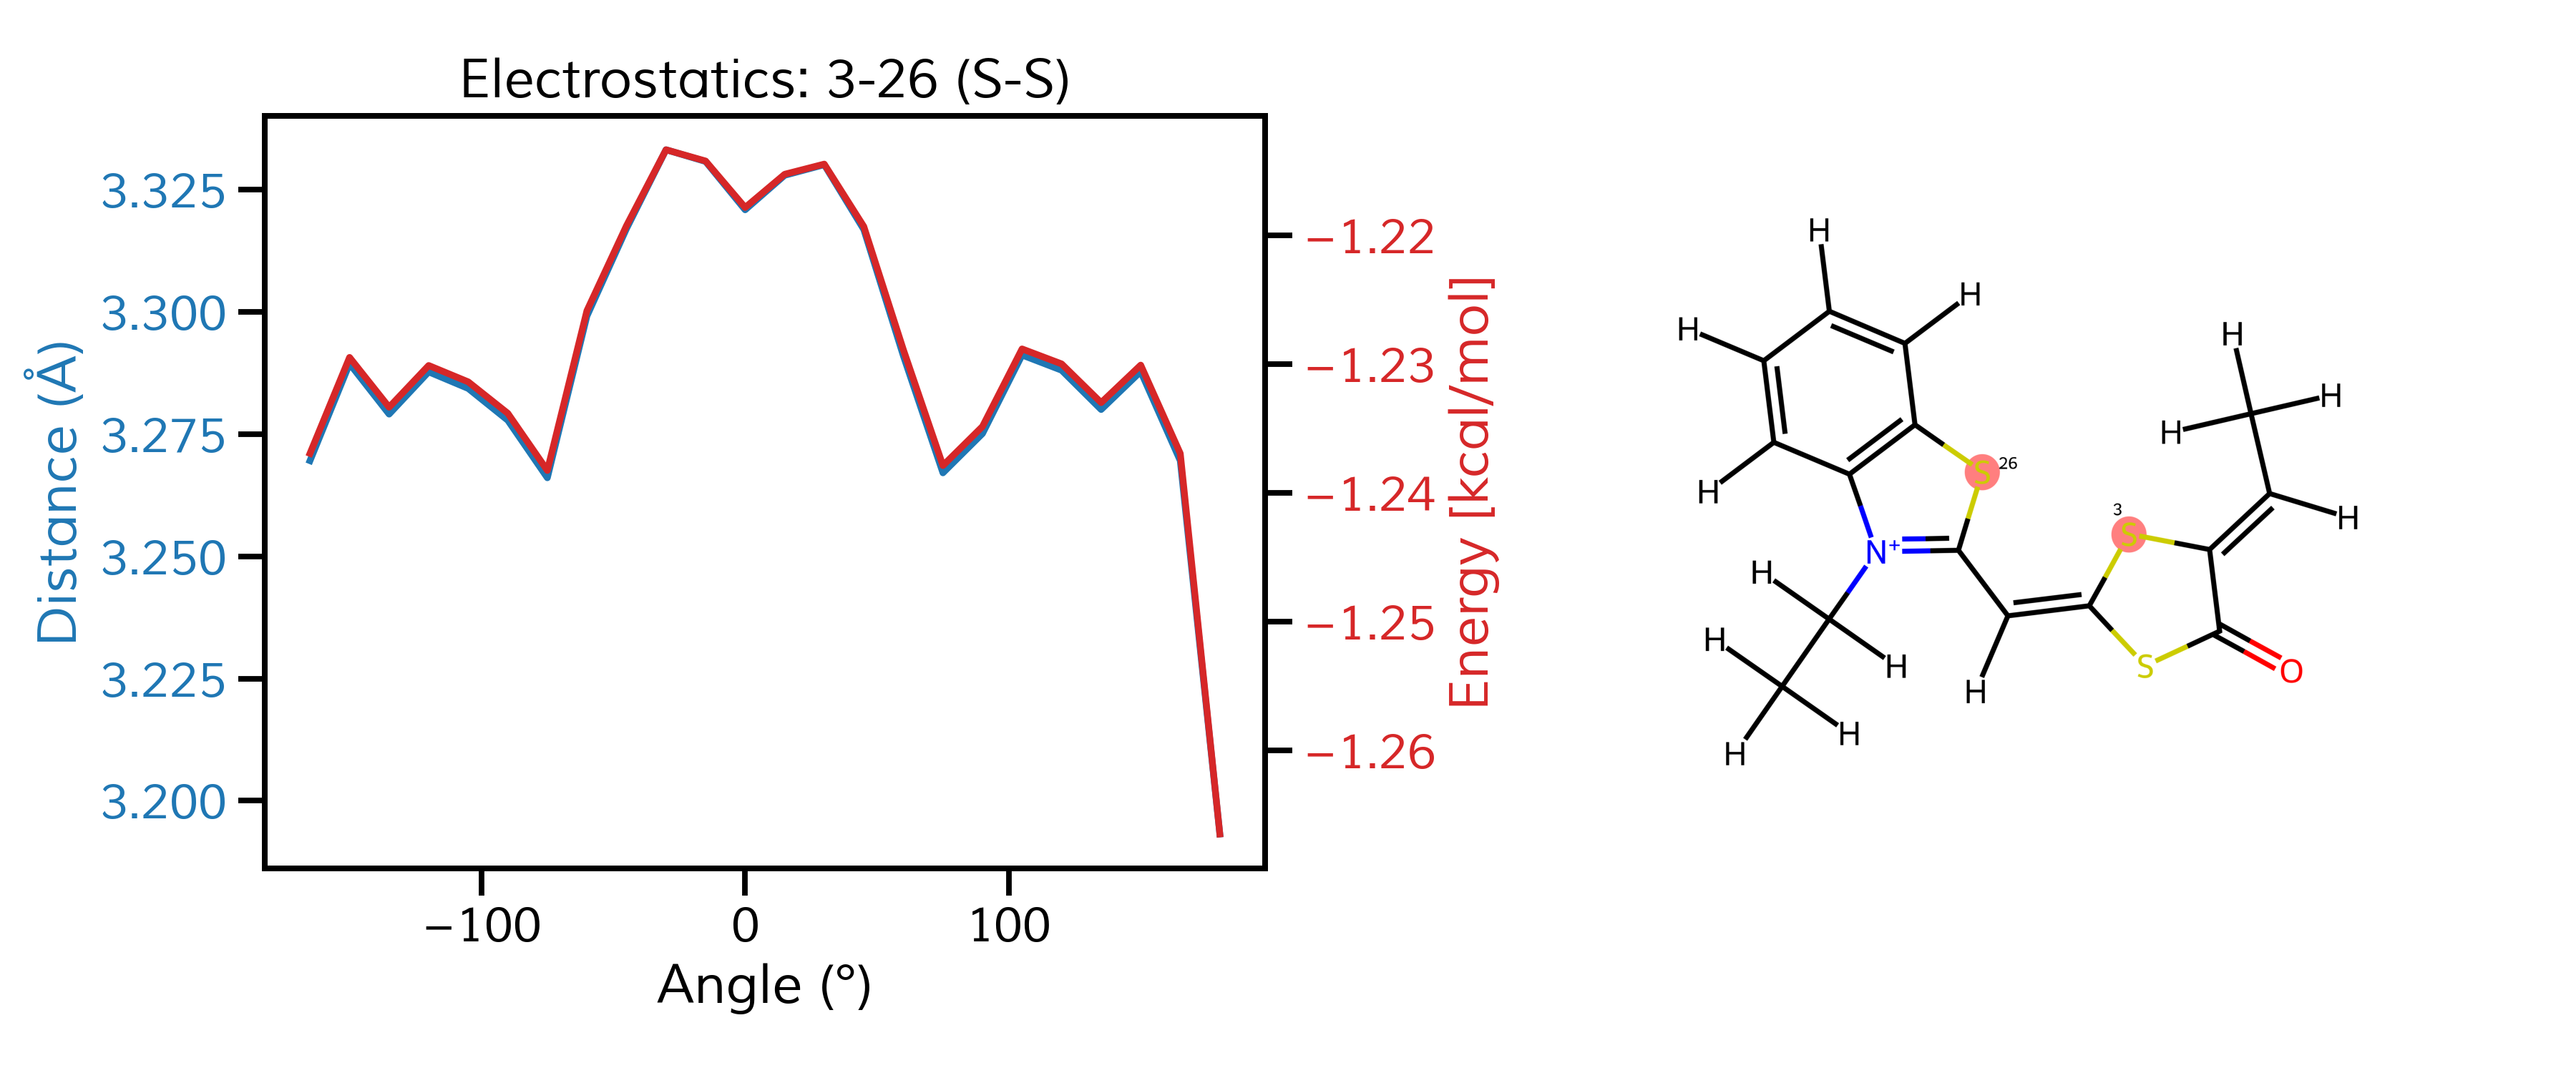 Electrostatics: 3-26 (S-S)
Distance (Å)
3.325
3.300
3.275
3.250
3.225
3.200
−1.22
−1.23
−1.24
−1.25
−1.26
Energy [kcal/mol]
−100 0 100
Angle (°)
H
H
H
H
H
H
H
S 26
H
3
S
H
N+
H
H
H
S
O
H
H
H